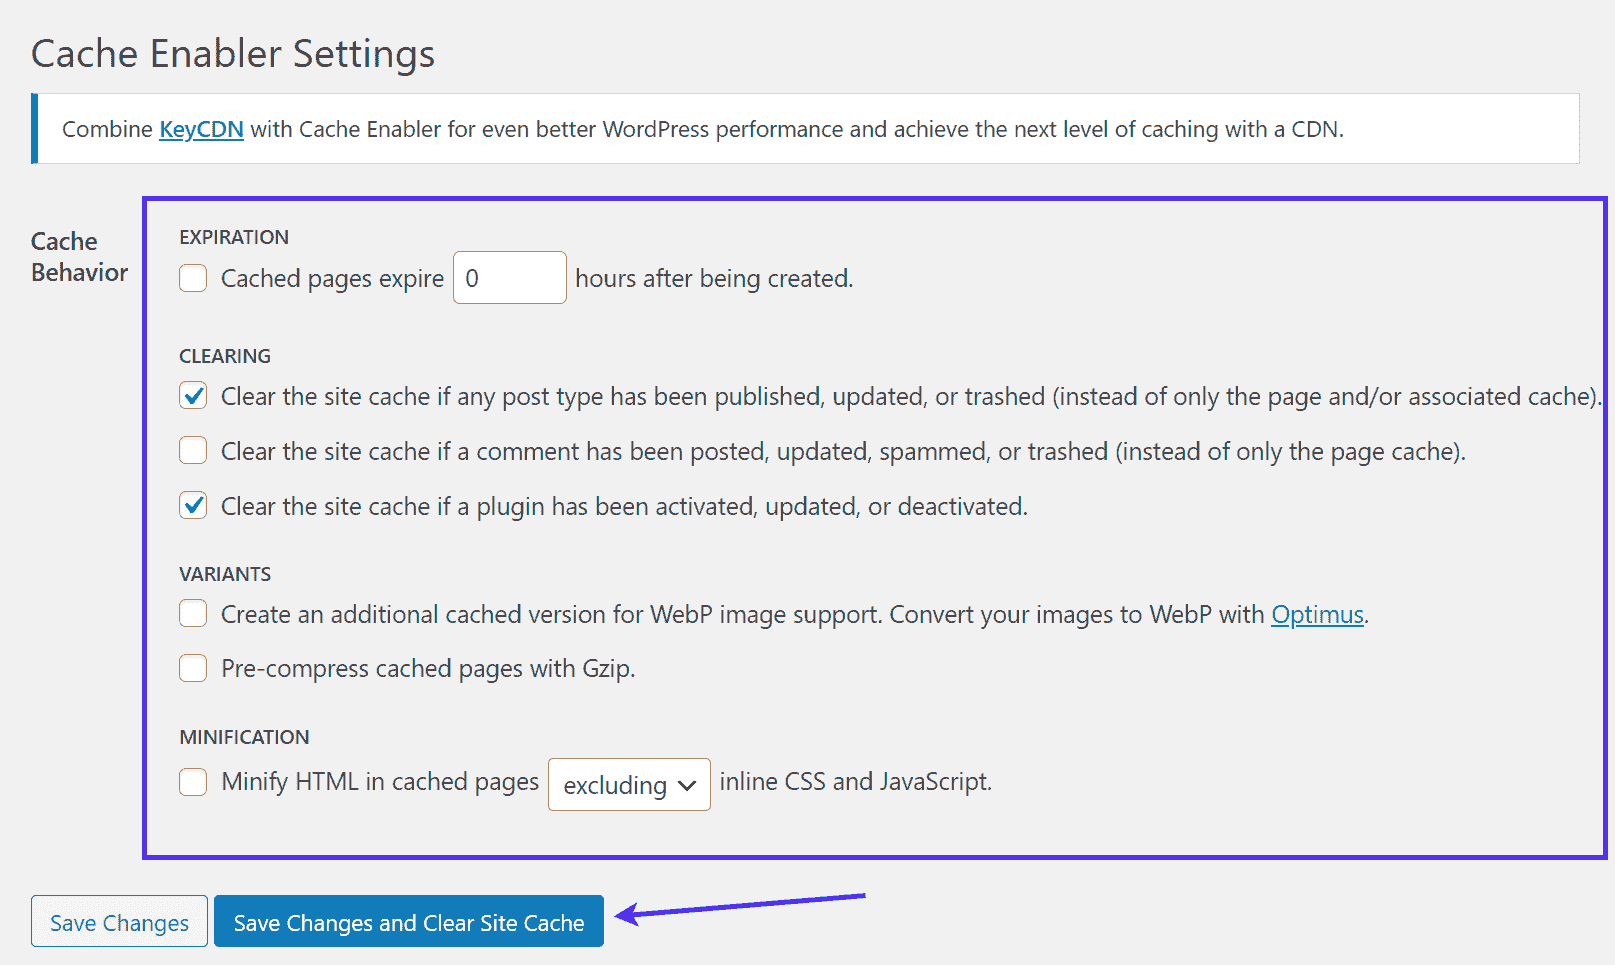 Cache Enabler Settings
Combine KeyCDN with Cache Enabler for even better WordPress performance and achieve the next level of caching with a CDN.
Cache
Behavior
EXPIRATION
Cached pages expire 0 hours after being created.
CLEARING
Clear the site cache if any post type has been published, updated, or trashed (instead of only the page and/or associated cache).
Clear the site cache if a comment has been posted, updated, spammed, or trashed (instead of only the page cache).
Clear the site cache if a plugin has been activated, updated, or deactivated.
VARIANTS
Create an additional cached version for WebP image support. Convert your images to WebP with Optimus.
Pre-compress cached pages with Gzip.
MINIFICATION
Minify HTML in cached pages excluding inline CSS and JavaScript.
Save Changes Save Changes and Clear Site Cache